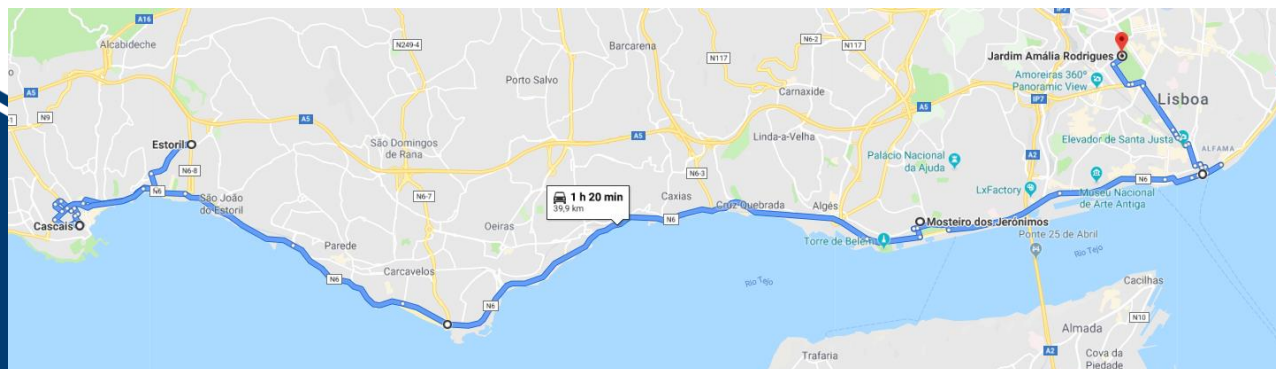 A16
Alcabideche
N249-4
Barcarena
N6-2
N117
Jardim Amália Rodrigues
N117
Porto Salvo
Carnaxide
Amoreiras 360º
Panoramic View
IP7
Lisboa
A5
N9
A5
A5
A5
Estoril
São Domingos
de Rana
Linda-a-Velha
Elevador de Santa Justa
ALFAMA
Palácio Nacional
da Ajuda
A2
N6-8
N6-3
N6
São João
do Estoril
N6-7
1 h 20 min
39,9 km
Caxias
LxFactory
N6
Museu Nacional
de Arte Antiga
Cascais
Oeiras
N6
Cruz Quebrada
Algés
Mosteiro dos Jerónimos
Ponte 25 de Abril
Parede
Torre de Belém
Rio Tejo
N6
Carcavelos
Rio Tejo
Cacilhas
N6
N10
Almada
Trafaria
A2
Cova da
Piedade